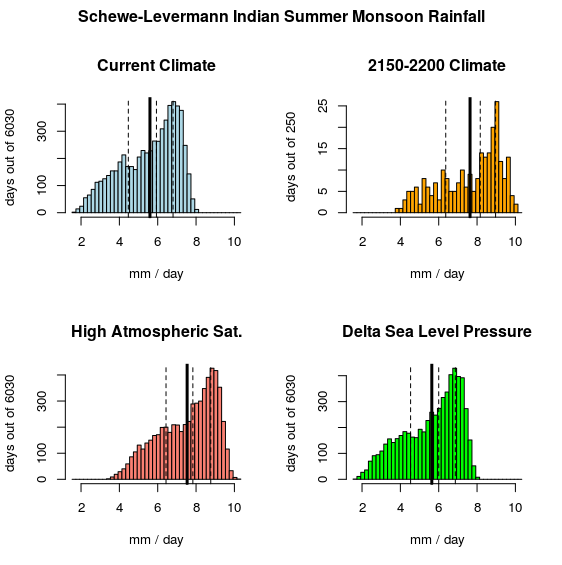 Schewe-Levermann Indian Summer Monsoon Rainfall
Current Climate
days out of 6030
0 100 300
2 4 6 8 10
mm / day
2150-2200 Climate
days out of 250
0 5 15 25
2 4 6 8 10
mm / day
High Atmospheric Sat.
days out of 6030
0 100 300
2 4 6 8 10
mm / day
Delta Sea Level Pressure
days out of 6030
0 100 300
2 4 6 8 10
mm / day